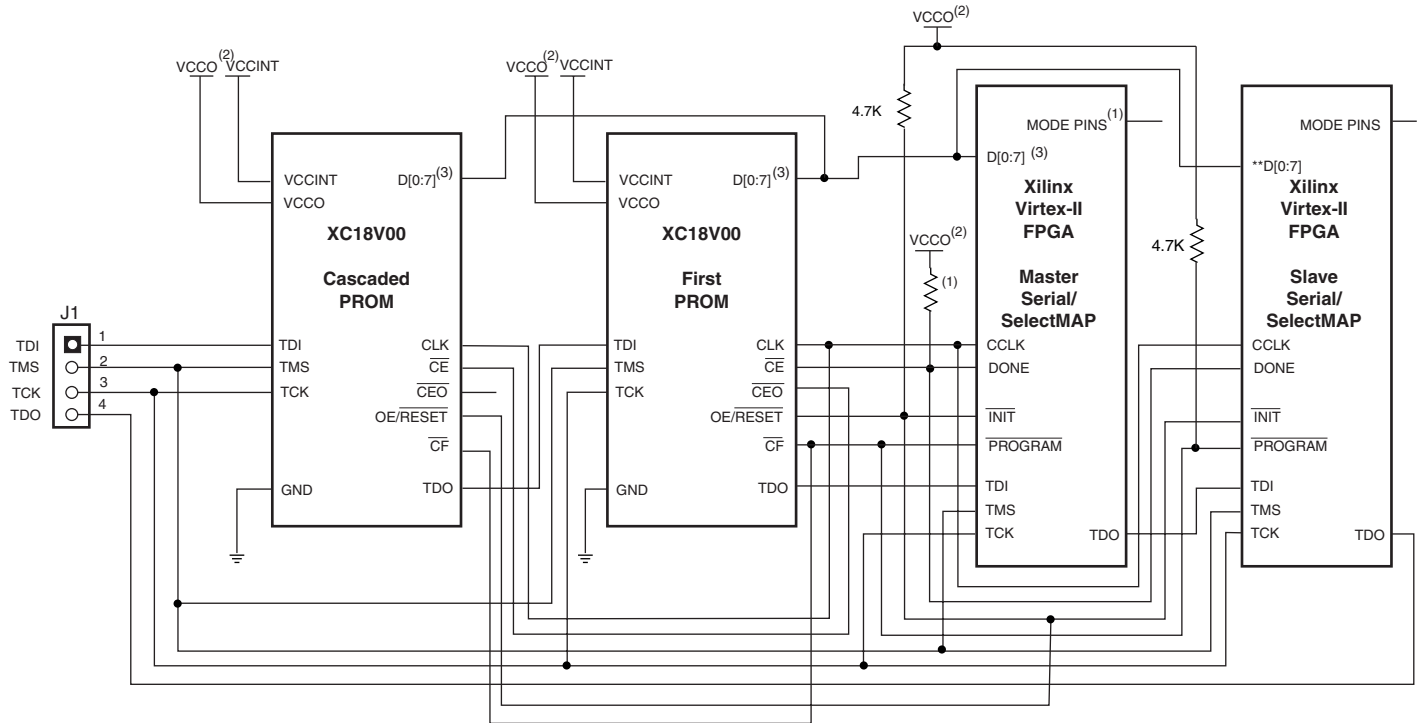 VCCO(2)
VCCO(2) VCCINT
VCCO(2) VCCINT
4.7K
MODE PINS(1)
MODE PINS
VCCINT
VCCO
D[0:7](3)
XC18V00
Cascaded
PROM
TDI
TMS
TCK
GND
CLK
CE
CEO
OE/RESET
CF
TDO
VCCINT
VCCO
D[0:7](3)
XC18V00
First
PROM
TDI
TMS
TCK
GND
CLK
CE
CEO
OE/RESET
CF
TDO
VCCO(2)
(1)
D[0:7] (3)
Xilinx
Virtex-II
FPGA
Master
Serial/
SelectMAP
CCLK
DONE
INIT
PROGRAM
TDI
TMS
TCK
TDO
4.7K
**D[0:7]
Xilinx
Virtex-II
FPGA
Slave
Serial/
SelectMAP
CCLK
DONE
INIT
PROGRAM
TDI
TMS
TCK
TDO
J1
TDI 1
TMS 2
TCK 3
TDO 4